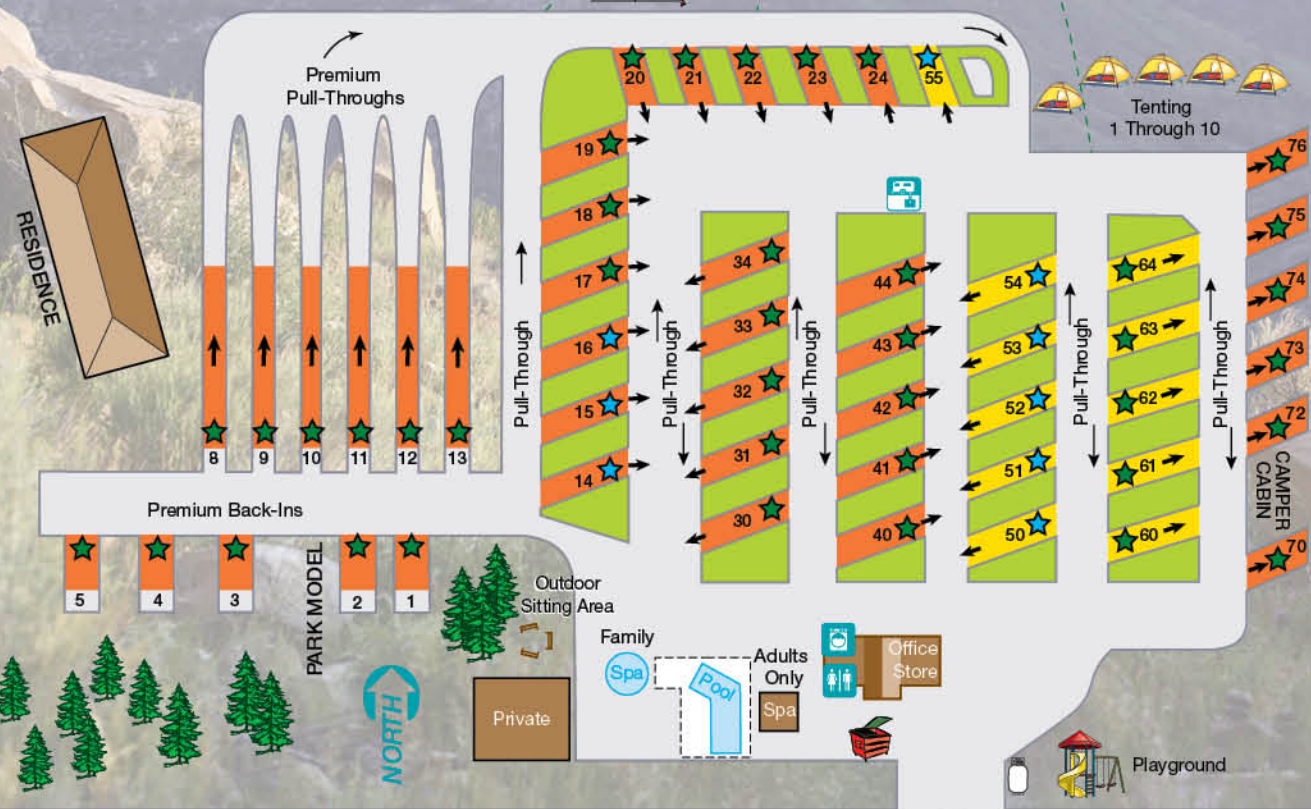 Premium
Pull-Throughs
20 21 22 23 24 55
Tenting
1 Through 10
RESIDENCE
8 9 10 11 12 13
Pull-Through
19
18
17
16
15
14
Pull-Through
34
33
32
31
30
Pull-Through
44
43
42
41
40
54
53
52
51
50
Pull-Through
64
63
62
61
60
Pull-Through
76
75
74
73
72
CAMPER
CABIN
70
Premium Back-Ins
5 4 3
PARK MODEL
2 1
Outdoor
Sitting Area
NORTH
Private
Family
Spa
Pool
Adults
Only
Spa
Office
Store
Playground